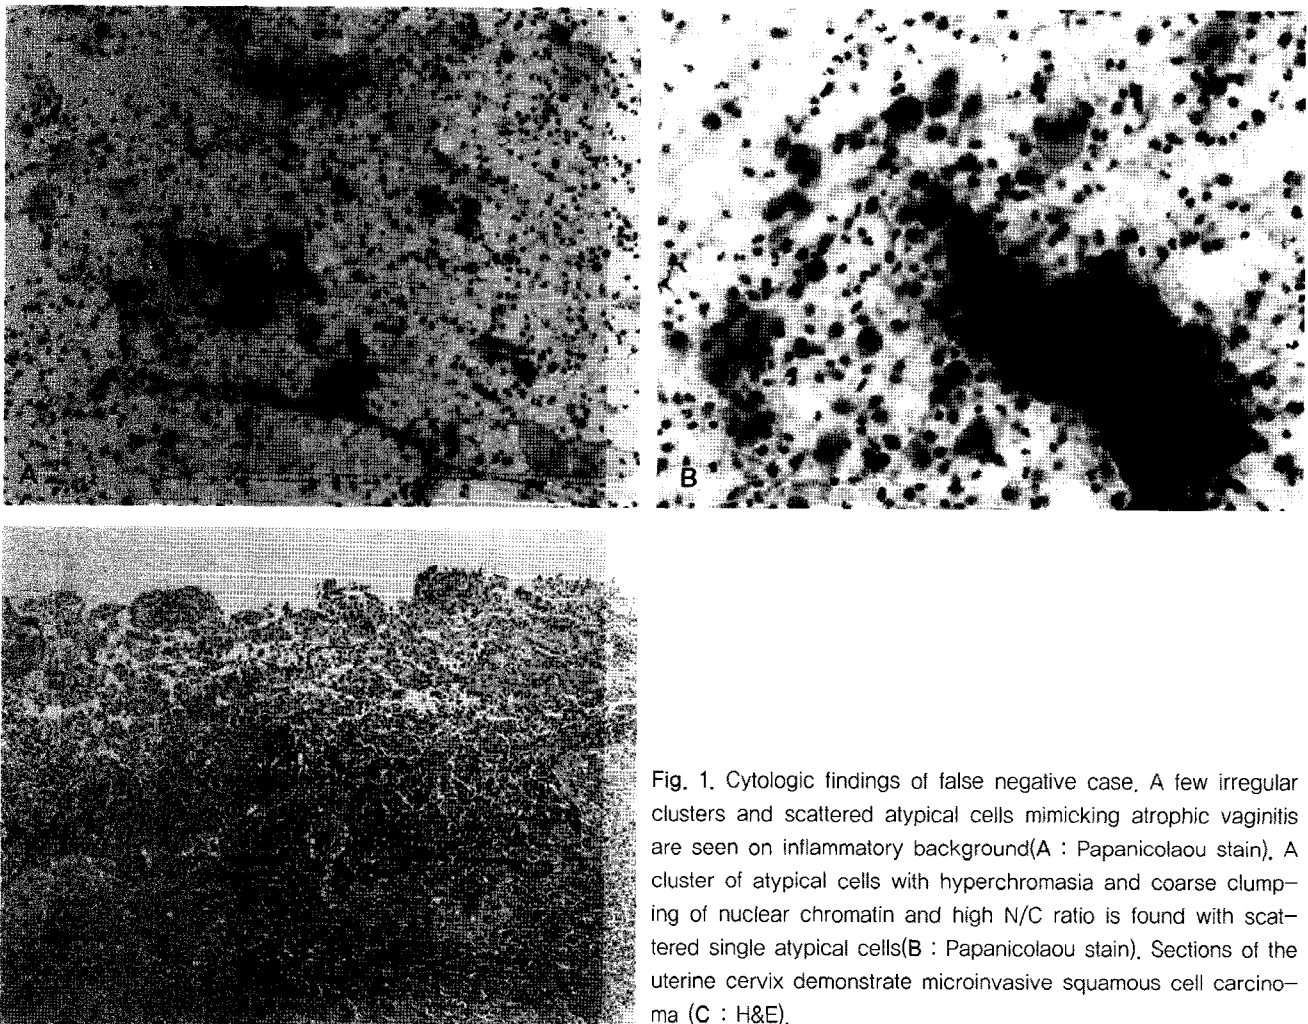 A
B
Fig. 1. Cytologic findings of false negative case. A few irregular
clusters and scattered atypical cells mimicking atrophic vaginitis
are seen on inflammatory background(A : Papanicolaou stain). A
cluster of atypical cells with hyperchromasia and coarse clump-
ing of nuclear chromatin and high N/C ratio is found with scat-
tered single atypical cells(B : Papanicolaou stain). Sections of the
uterine cervix demonstrate microinvasive squamous cell carcino-
ma (C : H&E).